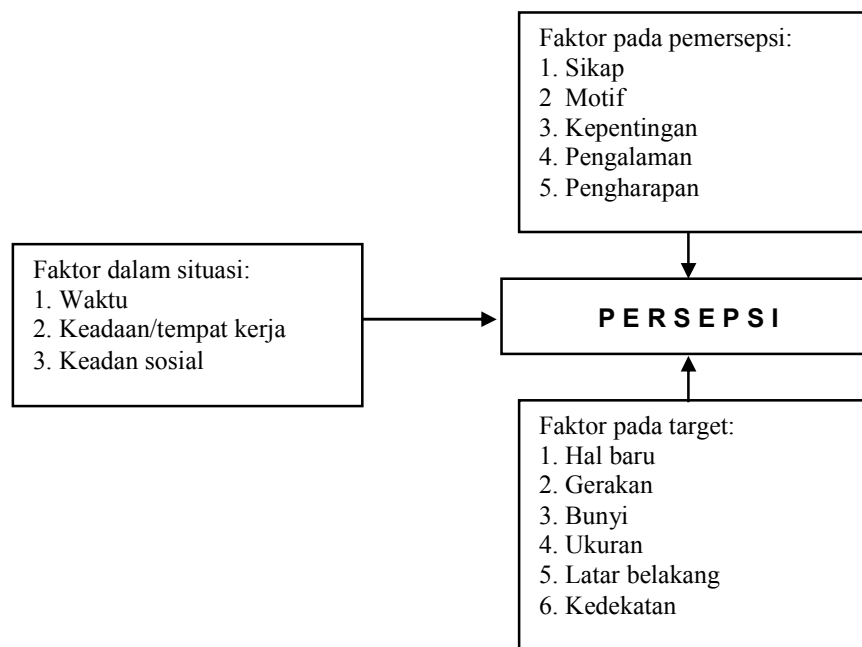 Faktor pada pemersepsi:
1. Sikap
2  Motif
3. Kepentingan
4. Pengalaman
5. Pengharapan
Faktor dalam situasi:
1. Waktu
2. Keadaan/tempat kerja
3. Keadan sosial
P E R S E P S I
Faktor pada target:
1. Hal baru
2. Gerakan
3. Bunyi
4. Ukuran
5. Latar belakang
6. Kedekatan